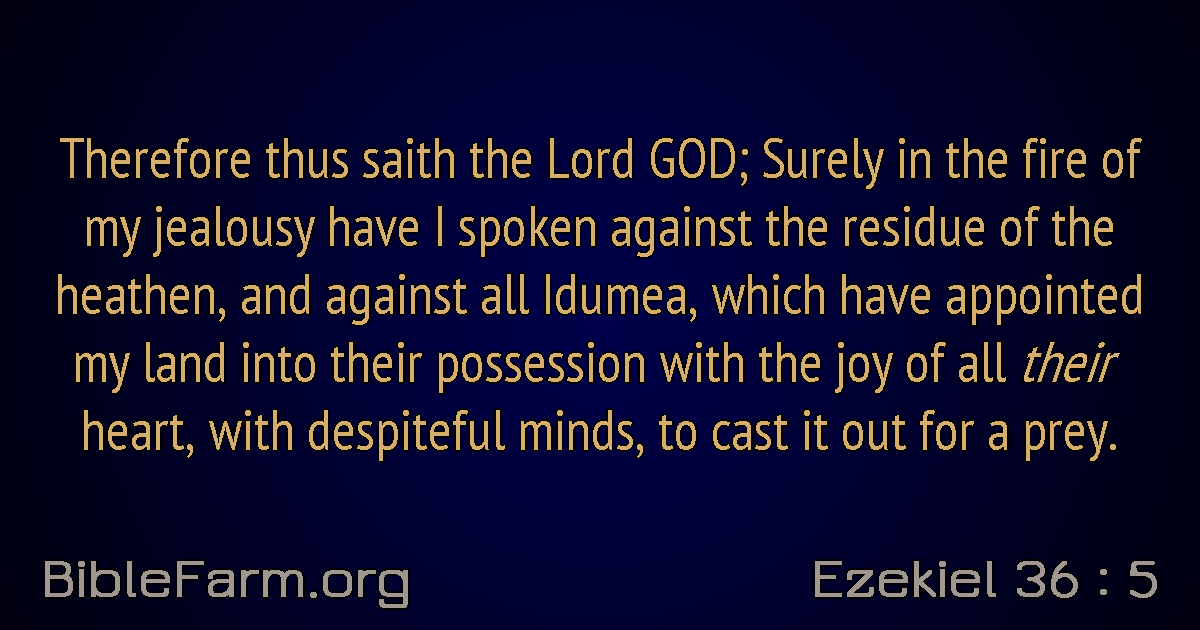 Therefore thus saith the Lord GOD; Surely in the fire of
my jealousy have I spoken against the residue of the
heathen, and against all Idumea, which have appointed
my land into their possession with the joy of all their
heart, with despiteful minds, to cast it out for a prey.
BibleFarm.org
Ezekiel 36 : 5